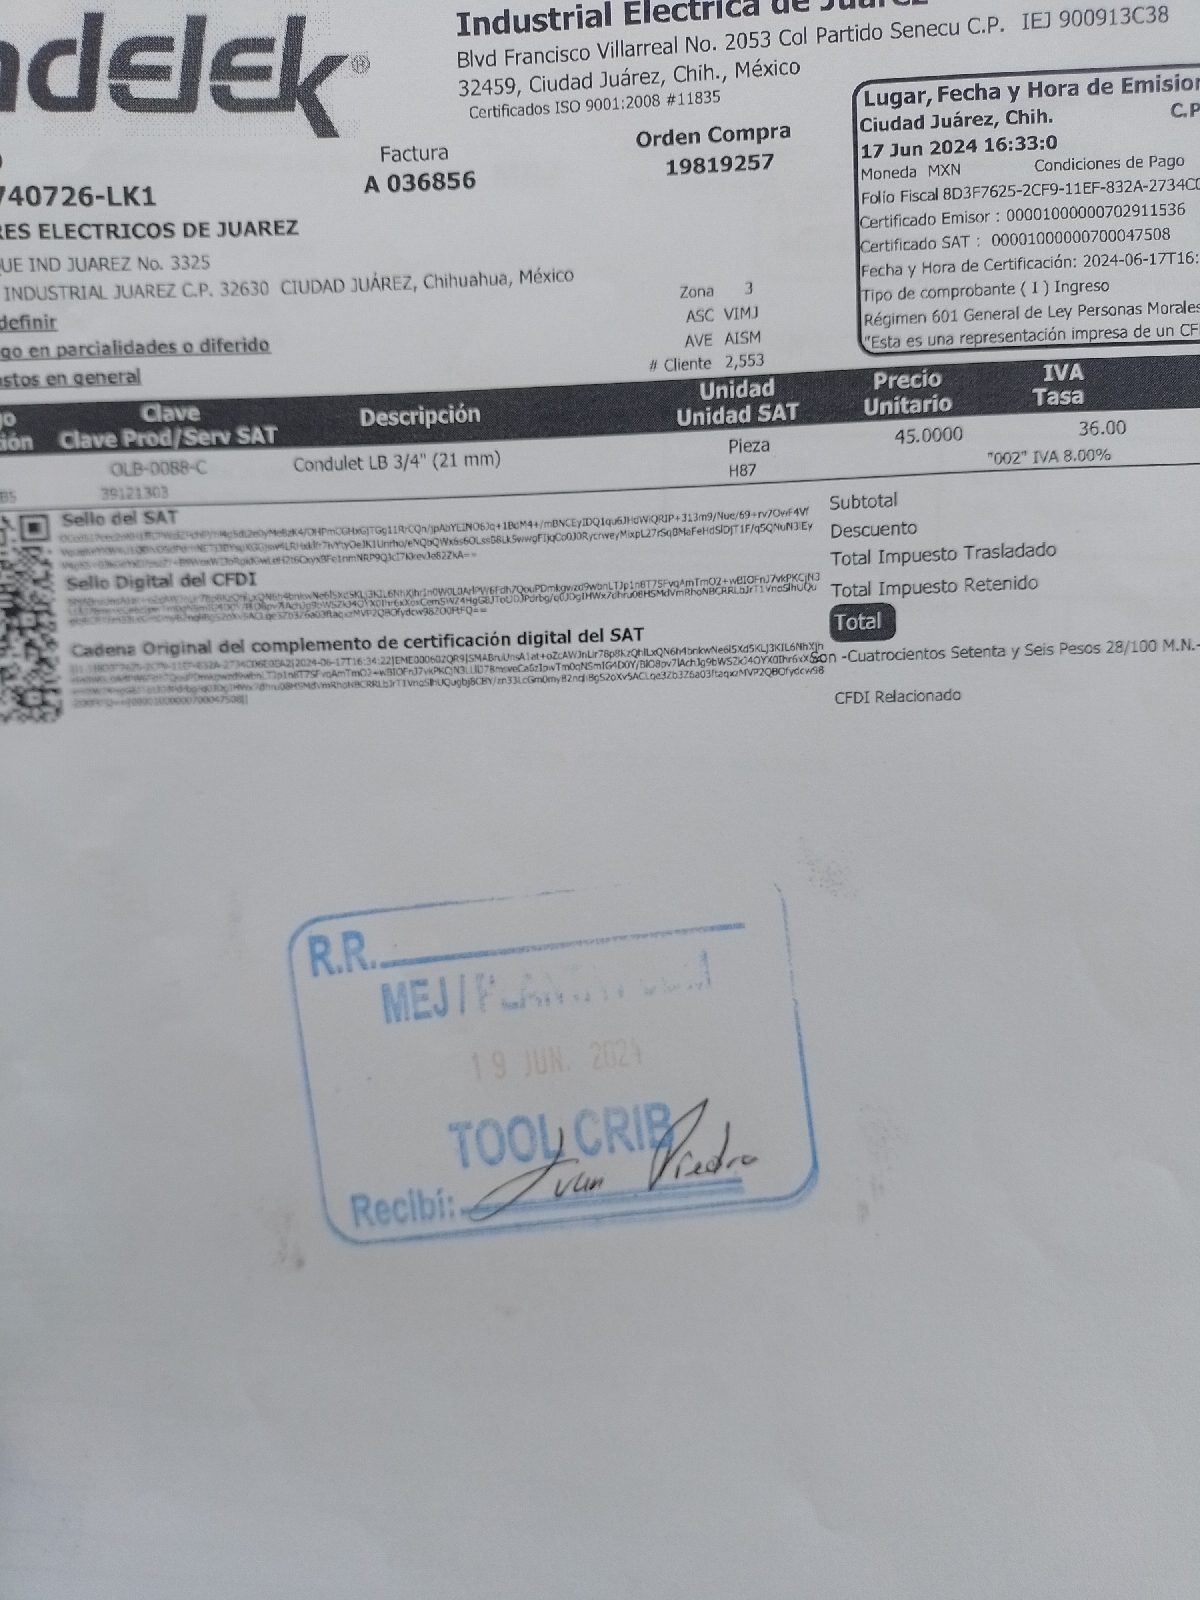 ndelek®
Industrial Electrica de Juarez
Blvd Francisco Villarreal No. 2053 Col Partido Senecu C.P. IEJ 900913C38
32459, Ciudad Juárez, Chih., México
Certificados ISO 9001:2008 #11835
Lugar, Fecha y Hora de Emision
Ciudad Juárez, Chih. C.P
17 Jun 2024 16:33:0
Moneda MXN Condiciones de Pago
Folio Fiscal 8D3F7625-2CF9-11EF-832A-2734C0
Certificado Emisor : 00001000000702911536
Certificado SAT : 00001000000700047508
Fecha y Hora de Certificación: 2024-06-17T16:
Tipo de comprobante ( I ) Ingreso
Régimen 601 General de Ley Personas Morales
"Esta es una representación impresa de un CF
Factura
A 036856
Orden Compra
19819257
740726-LK1
RES ELECTRICOS DE JUAREZ
UE IND JUAREZ No. 3325
INDUSTRIAL JUAREZ C.P. 32630 CIUDAD JUÁREZ, Chihuahua, México
definir
go en parcialidades o diferido
stos en general
Zona 3
ASC VIMJ
AVE AISM
# Cliente 2,553
go Clave Descripción Unidad Precio IVA
ión Clave Prod/Serv SAT Unidad SAT Unitario Tasa
OLB-0088-C Condulet LB 3/4" (21 mm) Pieza 45.0000 36.00
85 39121303 H87 "002" IVA 8.00%
Sello del SAT
Sello Digital del CFDI
Cadena Original del complemento de certificación digital del SAT
Subtotal
Descuento
Total Impuesto Trasladado
Total Impuesto Retenido
Total
Son -Cuatrocientos Setenta y Seis Pesos 28/100 M.N.-
CFDI Relacionado
R.R.
MEJ/
19 JUN. 2024
TOOL CRIB
Recibí: Ivan Piedra